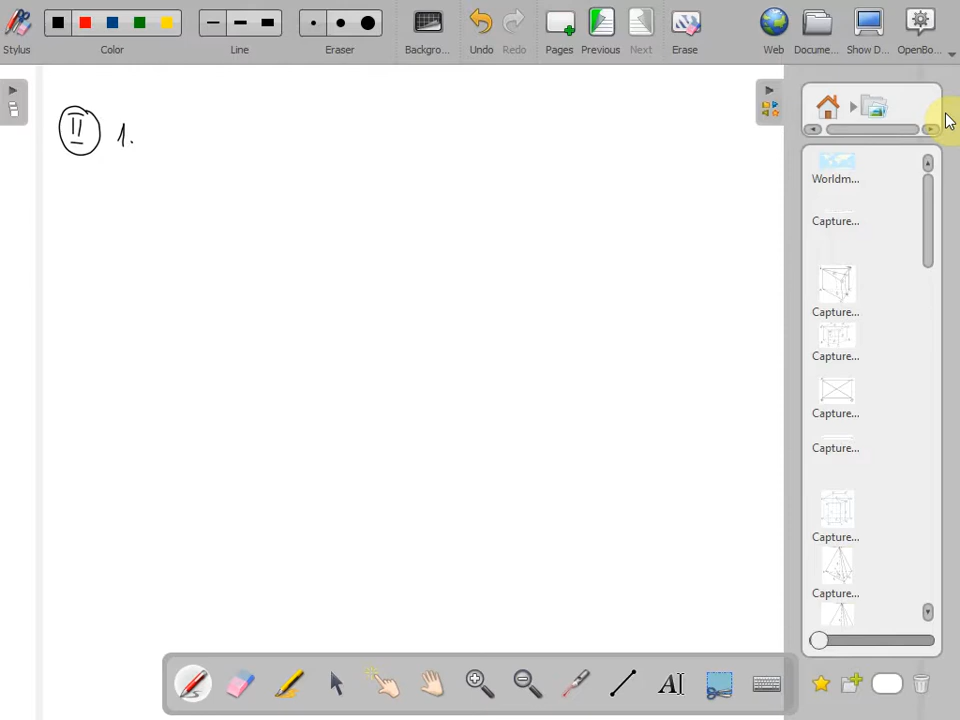 Stylus Color Line Eraser Backgro... Undo Redo Pages Previous Next Erase Web Docume... Show D... OpenBo...
II 1.
Worldm...
Capture...
Capture...
Capture...
Capture...
Capture...
Capture...
Capture...
AI